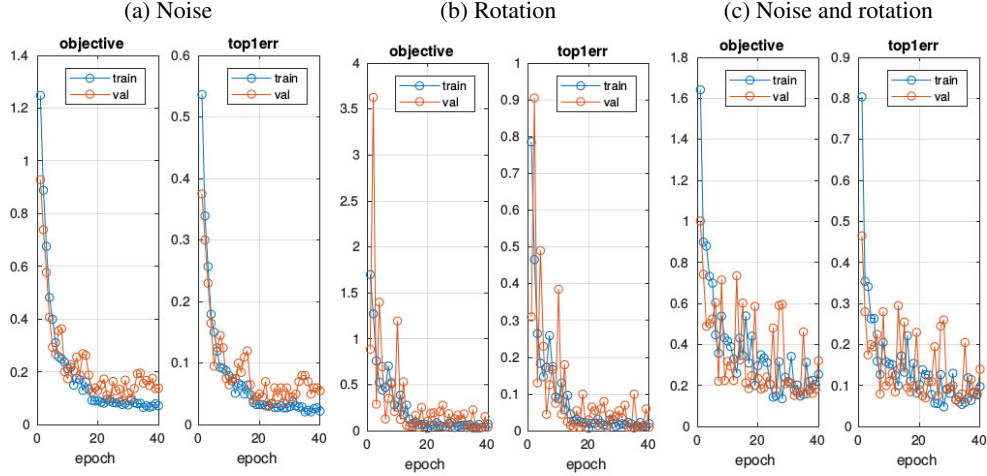 (a) Noise
(b) Rotation
(c) Noise and rotation
objective
top1err
objective
top1err
objective
top1err
1.4
1.2
1
0.8
0.6
0.4
0.2
0
train
val
0 20 40
epoch
0.6
0.5
0.4
0.3
0.2
0.1
0
train
val
0 20 40
epoch
4
3.5
3
2.5
2
1.5
1
0.5
0
train
val
0 20 40
epoch
1
0.9
0.8
0.7
0.6
0.5
0.4
0.3
0.2
0.1
0
train
val
0 20 40
epoch
1.8
1.6
1.4
1.2
1
0.8
0.6
0.4
0.2
0
train
val
0 20 40
epoch
0.9
0.8
0.7
0.6
0.5
0.4
0.3
0.2
0.1
0
train
val
0 20 40
epoch